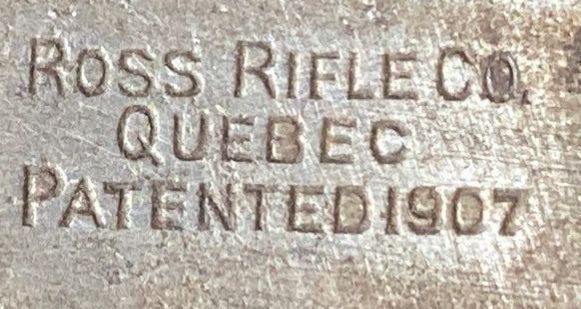 ROSS RIFLE CO.
QUEBEC
PATENTED 1907